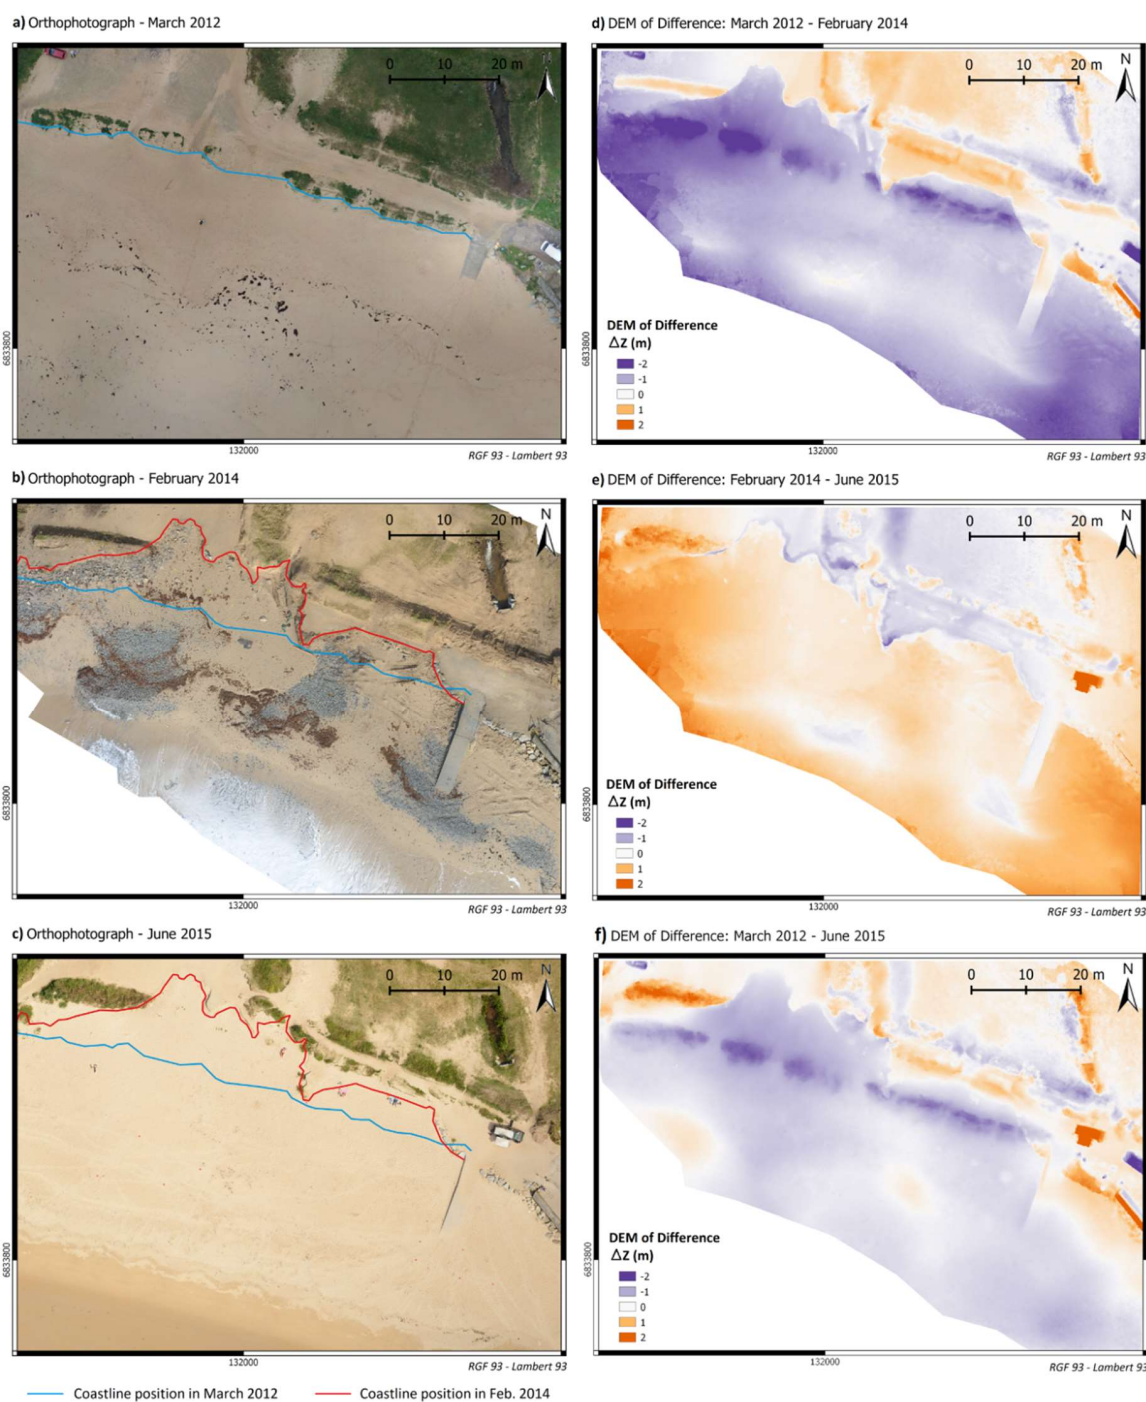 a) Orthophotograph - March 2012
0 10 20 m
N
6833800
132000
RGF 93 - Lambert 93
d) DEM of Difference: March 2012 - February 2014
0 10 20 m
N
DEM of Difference
ΔZ (m)
-2
-1
0
1
2
6833800
132000
RGF 93 - Lambert 93
b) Orthophotograph - February 2014
0 10 20 m
N
6833800
132000
RGF 93 - Lambert 93
e) DEM of Difference: February 2014 - June 2015
0 10 20 m
N
DEM of Difference
ΔZ (m)
-2
-1
0
1
2
6833800
132000
RGF 93 - Lambert 93
c) Orthophotograph - June 2015
0 10 20 m
N
6833800
132000
RGF 93 - Lambert 93
f) DEM of Difference: March 2012 - June 2015
0 10 20 m
N
DEM of Difference
ΔZ (m)
-2
-1
0
1
2
6833800
132000
RGF 93 - Lambert 93
Coastline position in March 2012 Coastline position in Feb. 2014